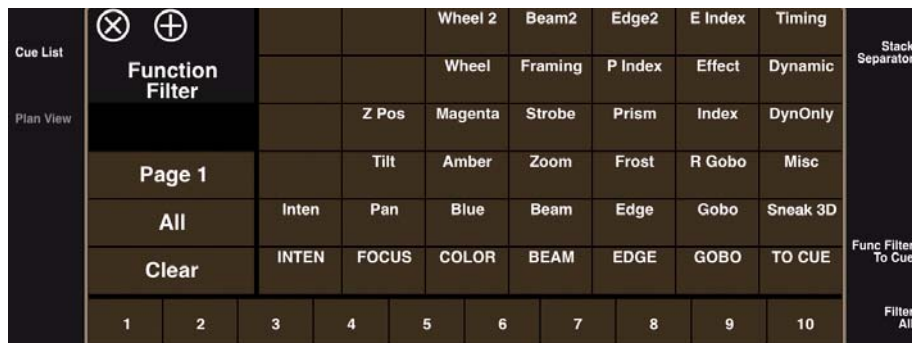 Wheel 2 Beam2 Edge2 E Index Timing
Cue List
Stack
Separator
Function
Filter
Wheel Framing P Index Effect Dynamic
Plan View
Z Pos Magenta Strobe Prism Index DynOnly
Page 1
Tilt Amber Zoom Frost R Gobo Misc
All
Inten Pan Blue Beam Edge Gobo Sneak 3D
Clear
INTEN FOCUS COLOR BEAM EDGE GOBO TO CUE
Func Filter
To Cue
1 2 3 4 5 6 7 8 9 10
Filter
All